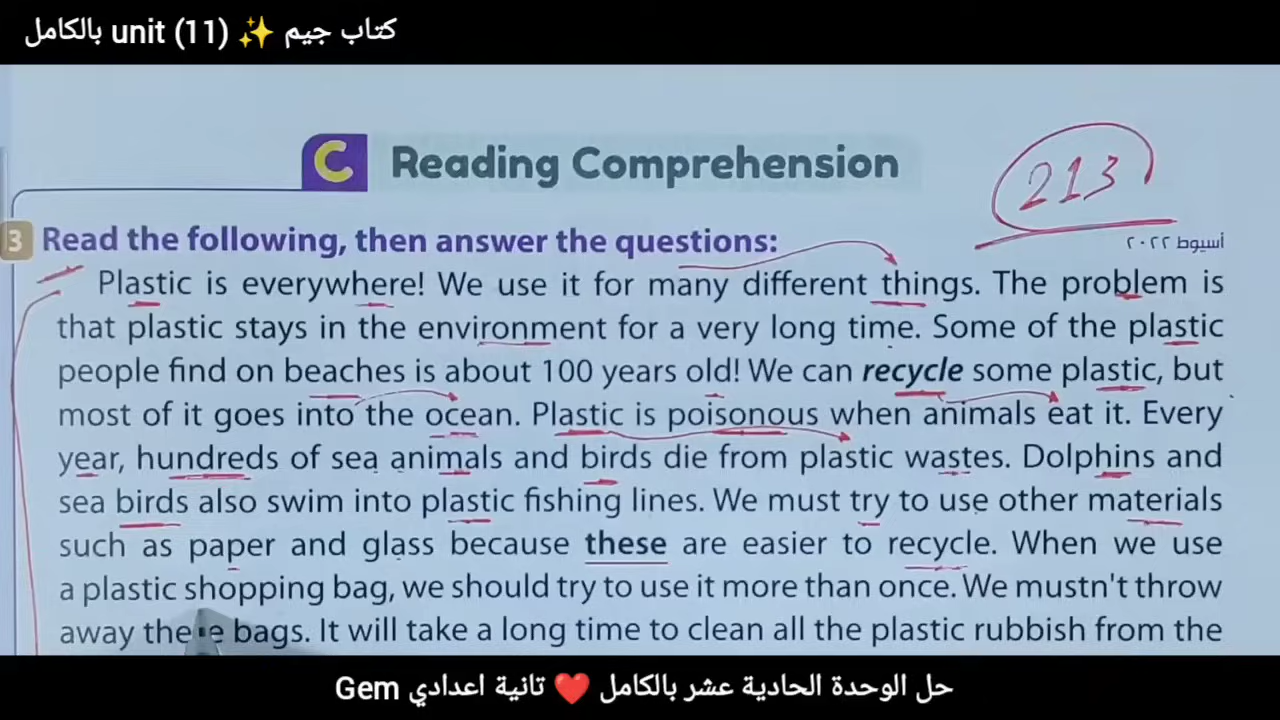 كتاب جيم ✨ unit (11) بالكامل
C Reading Comprehension
213
3 Read the following, then answer the questions:
أسيوط ٢٠٢٢
Plastic is everywhere! We use it for many different things. The problem is
that plastic stays in the environment for a very long time. Some of the plastic
people find on beaches is about 100 years old! We can recycle some plastic, but
most of it goes into the ocean. Plastic is poisonous when animals eat it. Every
year, hundreds of sea animals and birds die from plastic wastes. Dolphins and
sea birds also swim into plastic fishing lines. We must try to use other materials
such as paper and glass because these are easier to recycle. When we use
a plastic shopping bag, we should try to use it more than once. We mustn't throw
away bags. It will take a long time to clean all the plastic rubbish from the
حل الوحدة الحادية عشر بالكامل ❤️ تانية اعدادي Gem